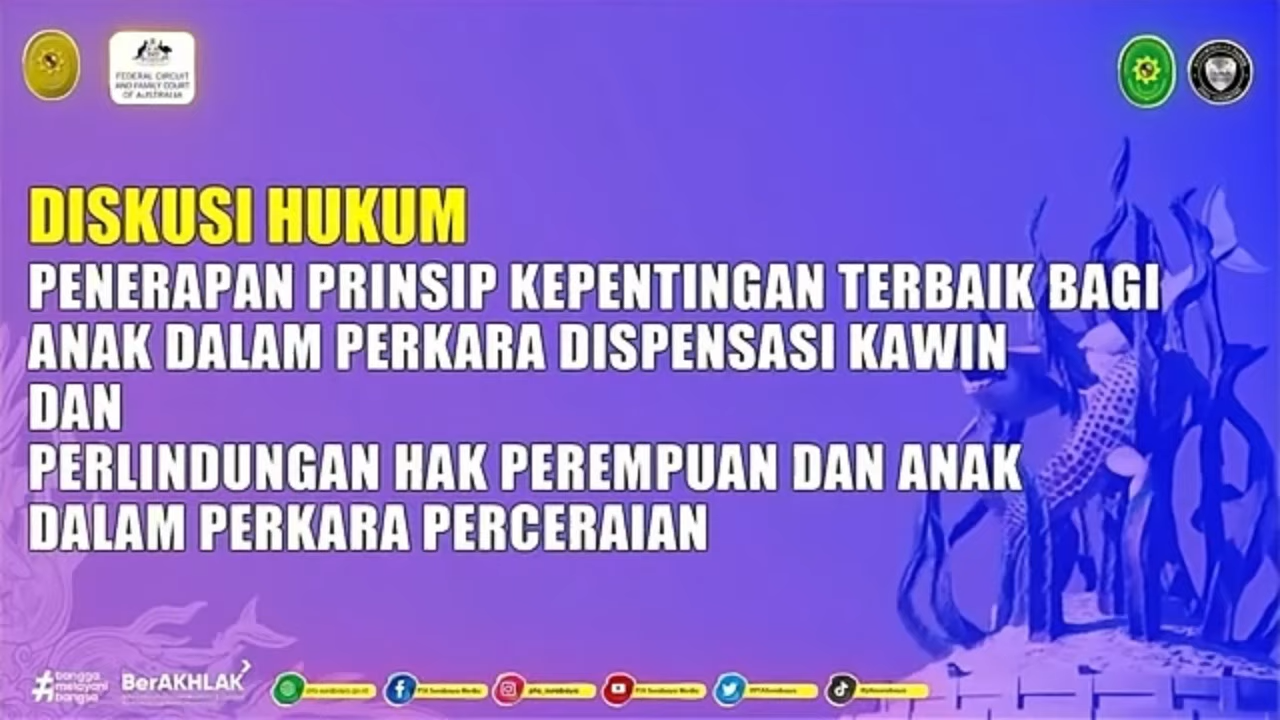 FEDERAL CIRCUIT
AND FAMILY COURT
OF AUSTRALIA
DISKUSI HUKUM
PENERAPAN PRINSIP KEPENTINGAN TERBAIK BAGI
ANAK DALAM PERKARA DISPENSASI KAWIN
DAN
PERLINDUNGAN HAK PEREMPUAN DAN ANAK
DALAM PERKARA PERCERAIAN
#bangga
melayani
bangsa
BerAKHLAK